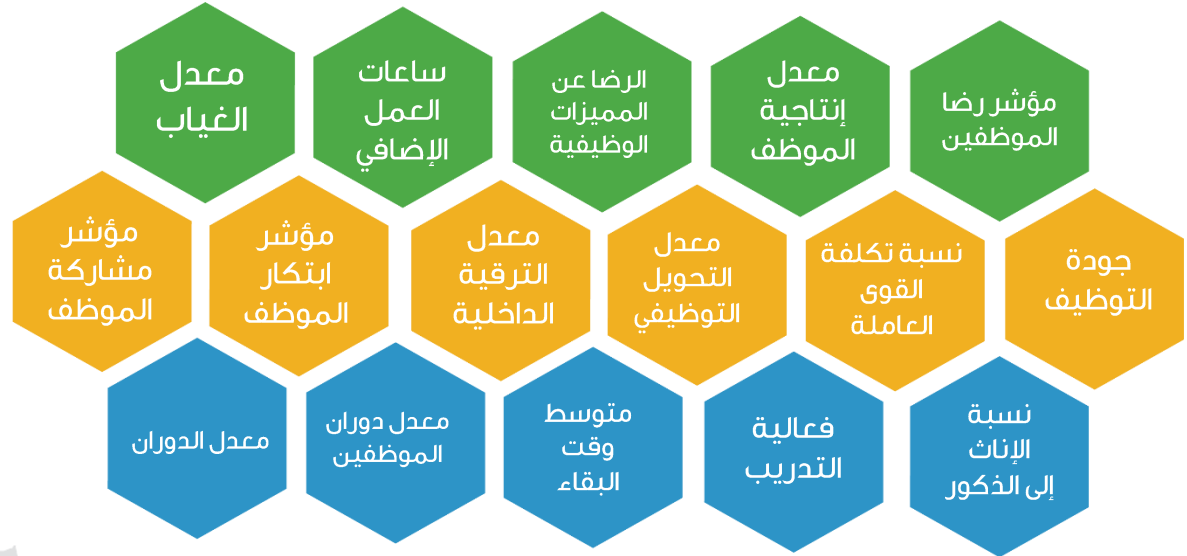 مؤشر رضا
الموظفين
معدل
إنتاجية
الموظف
الرضا عن
المميزات
الوظيفية
ساعات
العمل
الإضافي
معدل
الغياب
جودة
التوظيف
نسبة تكلفة
القوى
العاملة
معدل
التحويل
التوظيفي
معدل
الترقية
الداخلية
مؤشر
ابتكار
الموظف
مؤشر
مشاركة
الموظف
نسبة
الإناث
إلى الذكور
فعالية
التدريب
متوسط
وقت
البقاء
معدل دوران
الموظفين
معدل الدوران